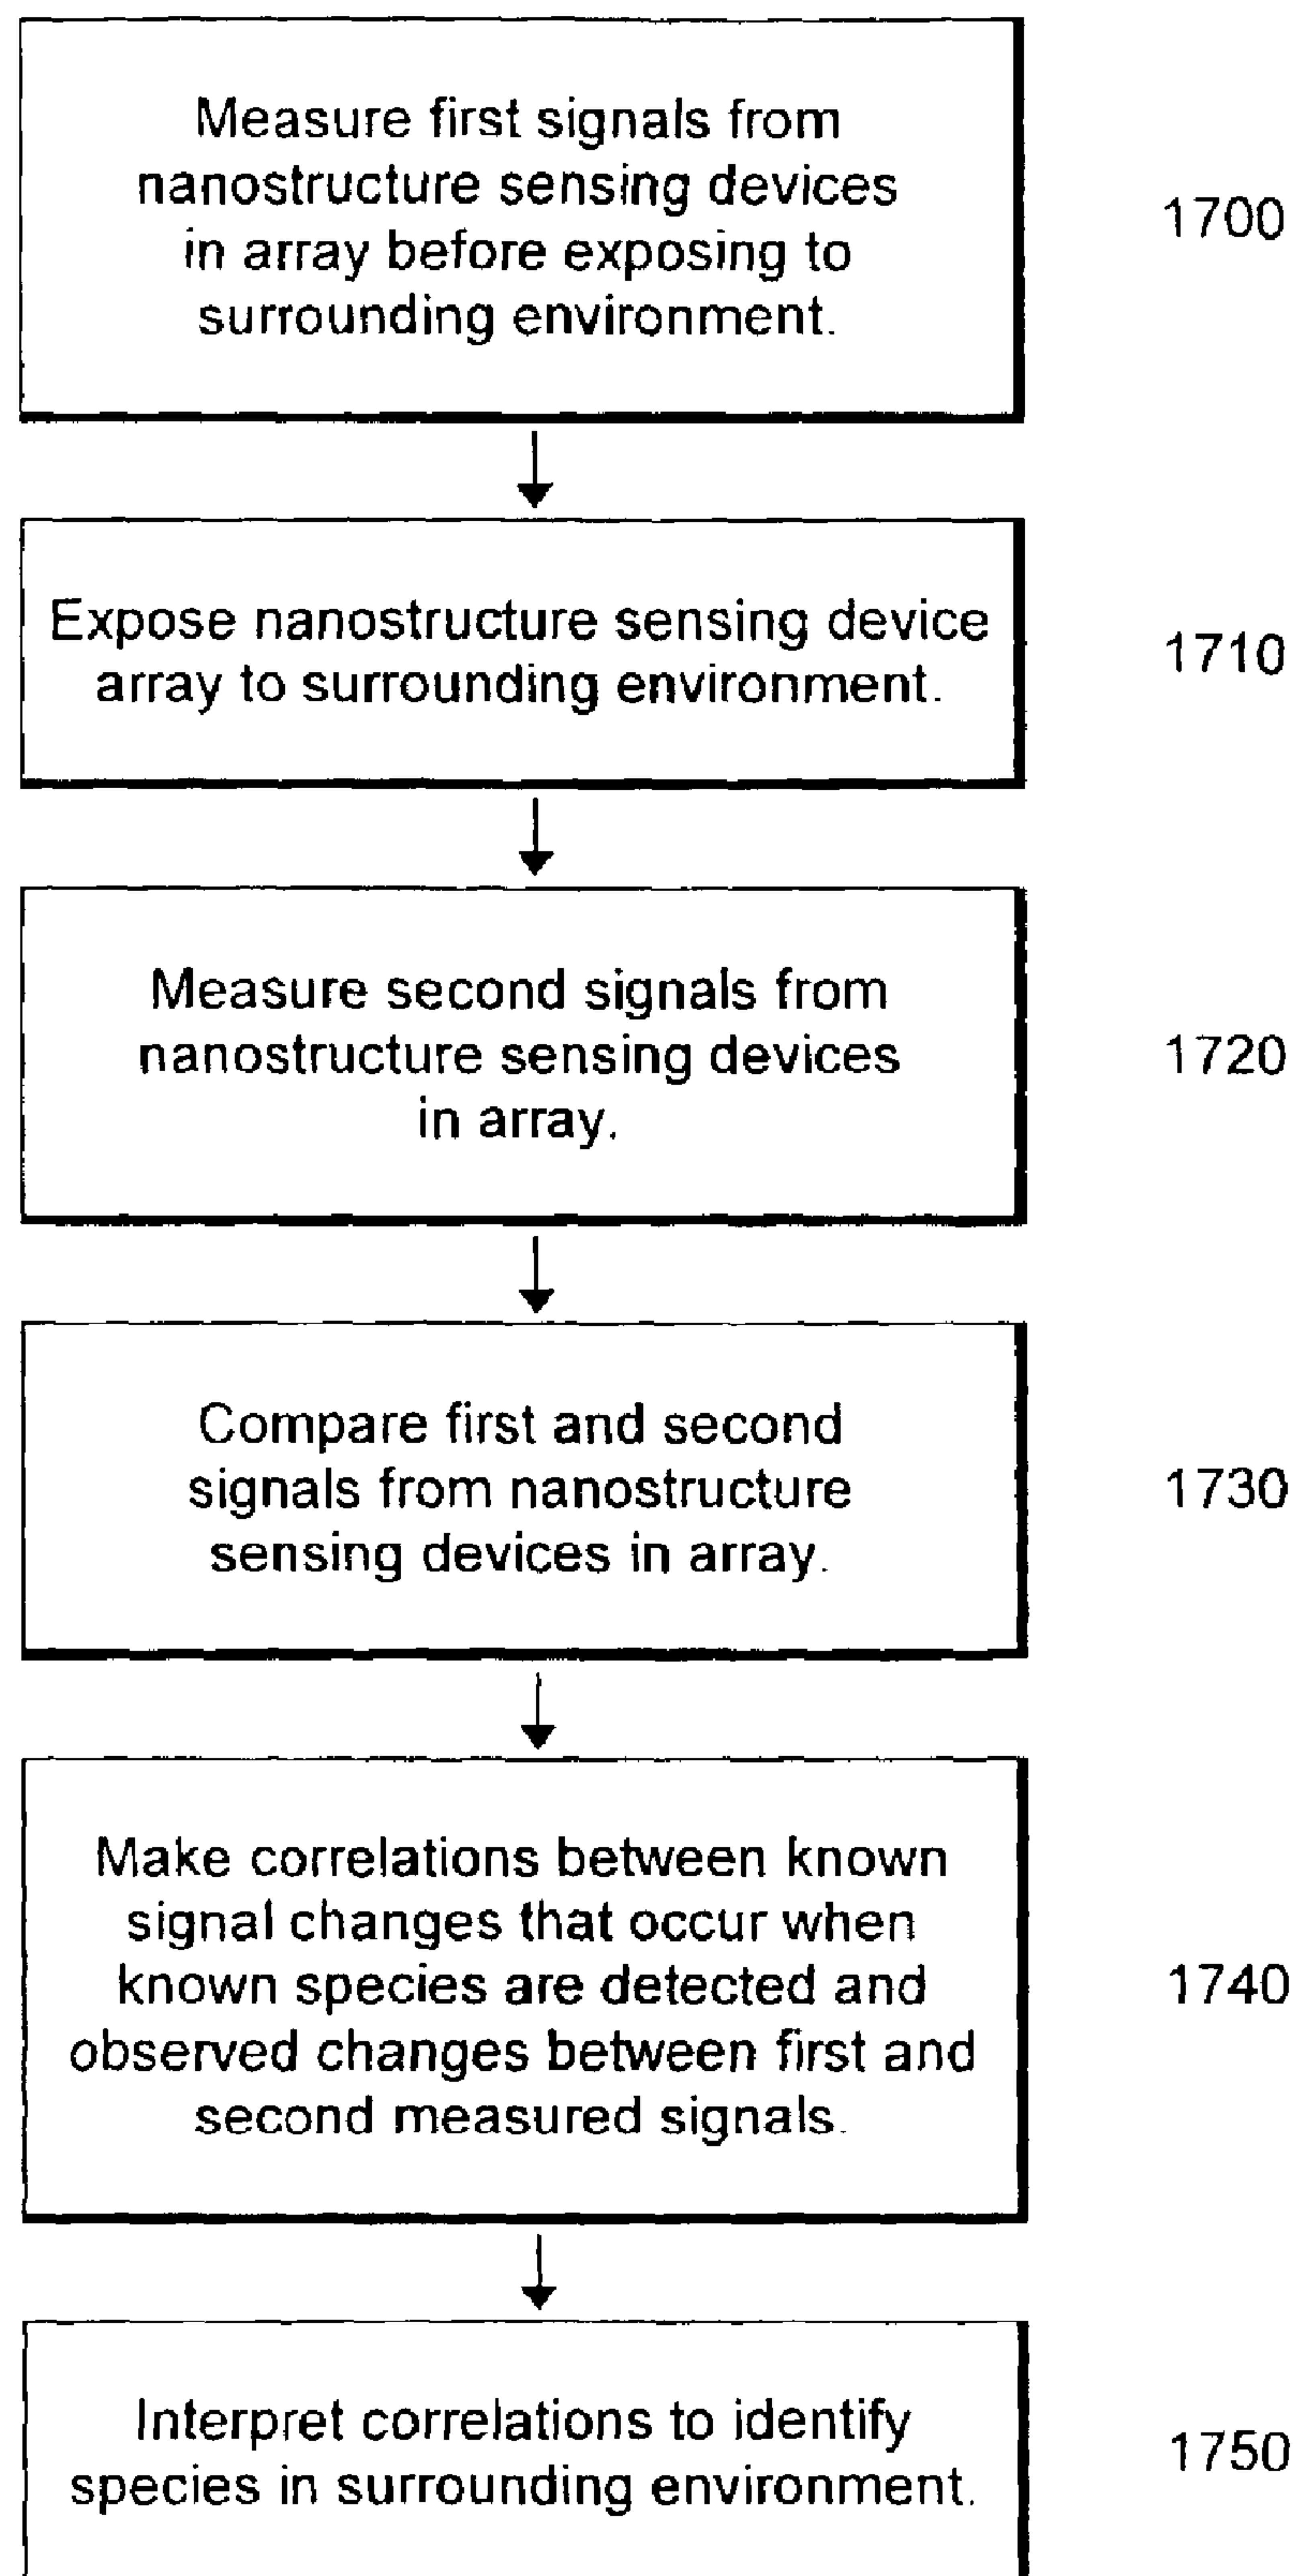 Measure first signals from
nanostructure sensing devices
in array before exposing to
surrounding environment.
1700
Expose nanostructure sensing device
array to surrounding environment.
1710
Measure second signals from
nanostructure sensing devices
in array.
1720
Compare first and second
signals from nanostructure
sensing devices in array.
1730
Make correlations between known
signal changes that occur when
known species are detected and
observed changes between first and
second measured signals.
1740
Interpret correlations to identify
species in surrounding environment.
1750